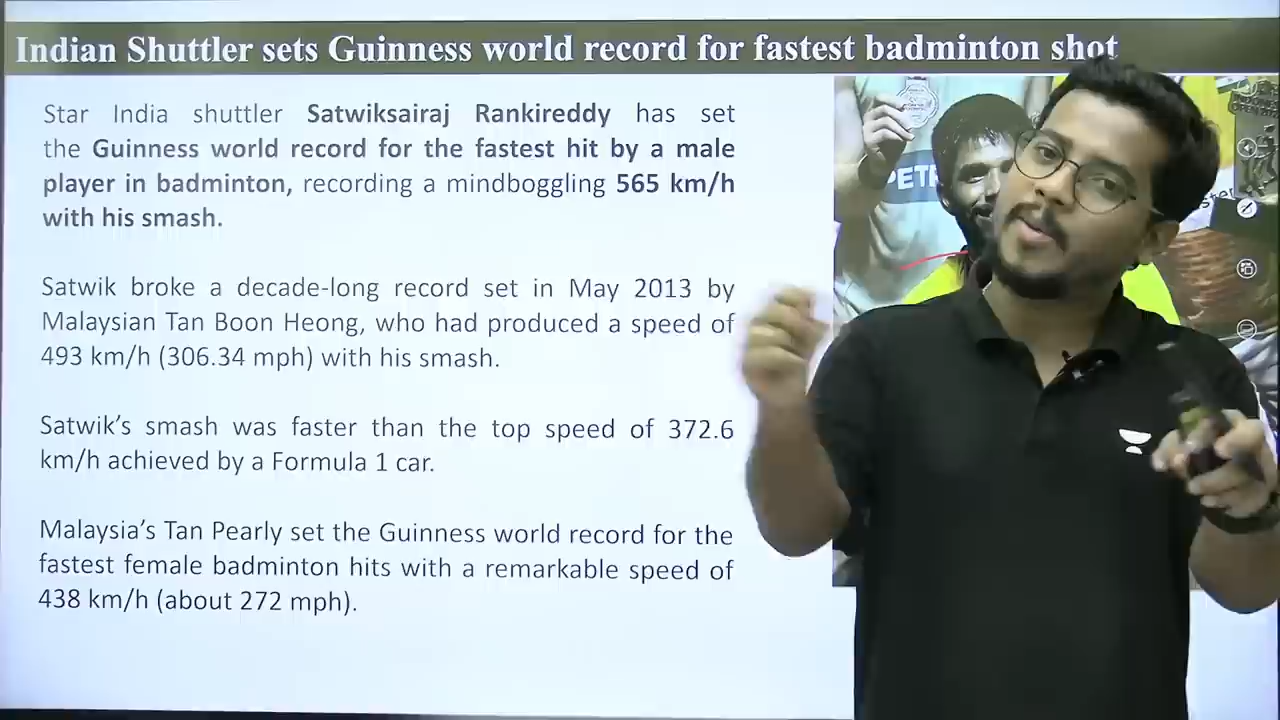 Indian Shuttler sets Guinness world record for fastest badminton shot
Star India shuttler Satwiksairaj Rankireddy has set
the Guinness world record for the fastest hit by a male
player in badminton, recording a mindboggling 565 km/h
with his smash.
Satwik broke a decade-long record set in May 2013 by
Malaysian Tan Boon Heong, who had produced a speed of
493 km/h (306.34 mph) with his smash.
Satwik’s smash was faster than the top speed of 372.6
km/h achieved by a Formula 1 car.
Malaysia’s Tan Pearly set the Guinness world record for the
fastest female badminton hits with a remarkable speed of
438 km/h (about 272 mph).
PETR